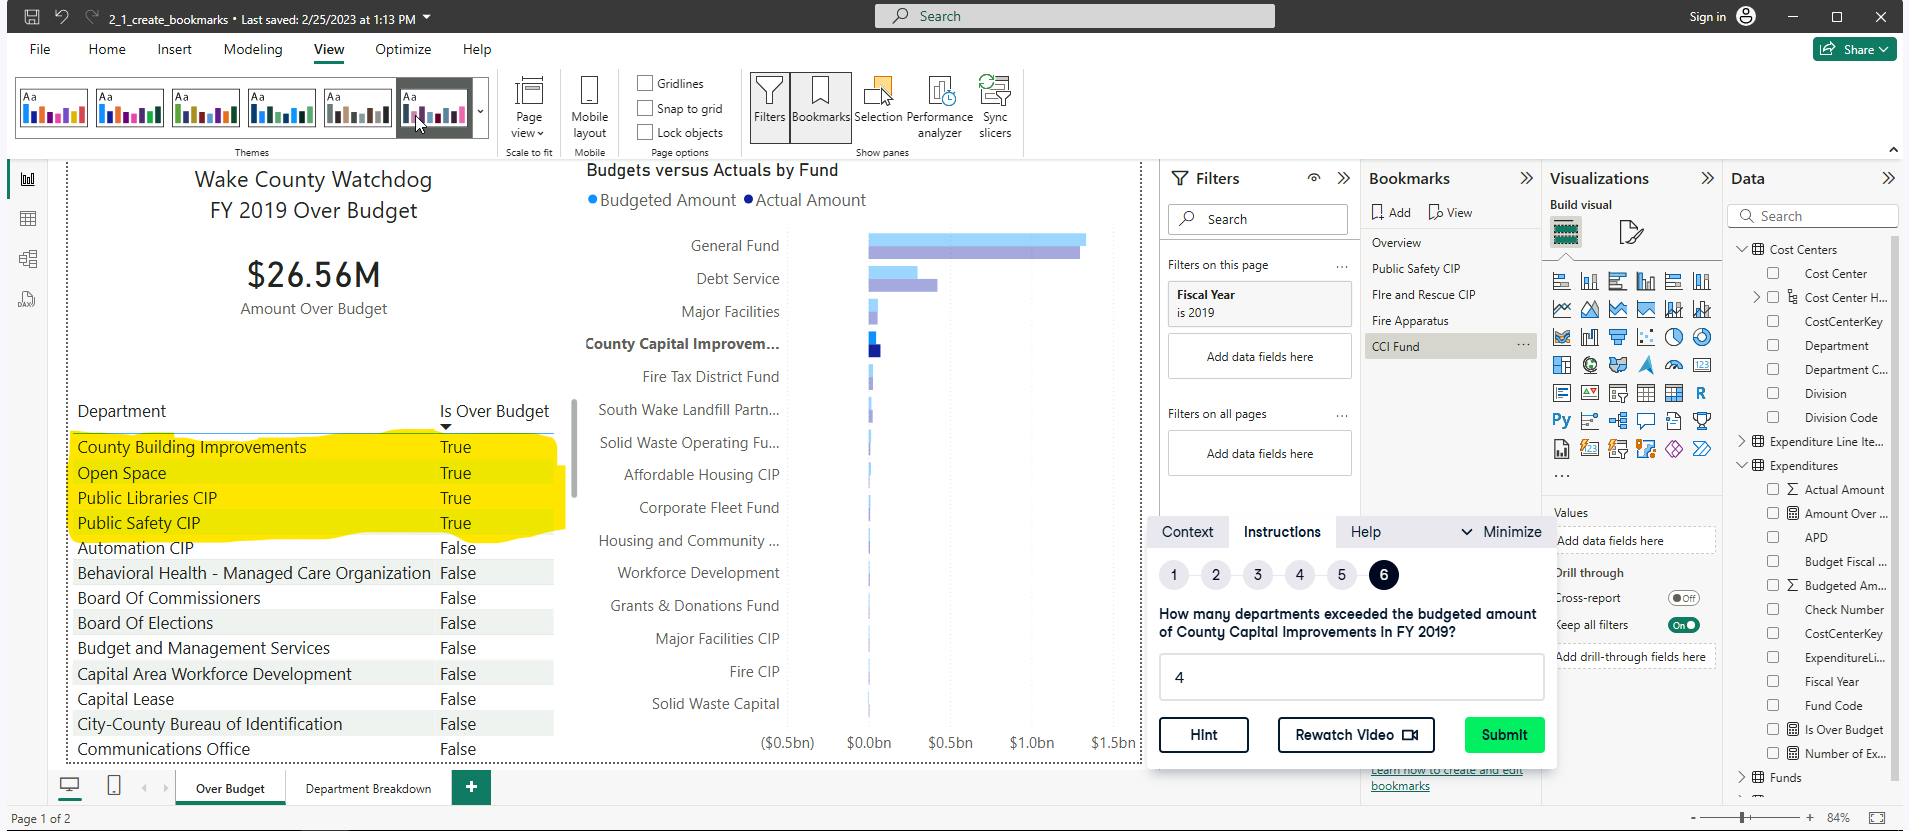 2_1_create_bookmarks • Last saved: 2/25/2023 at 1:13 PM
Search
Sign in
File Home Insert Modeling View Optimize Help
Share
Aa Aa Aa Aa Aa Aa
Themes
Page view
Scale to fit
Mobile layout
Mobile
Gridlines
Snap to grid
Lock objects
Page options
Filters
Bookmarks
Selection
Performance analyzer
Sync slicers
Show panes
Wake County Watchdog
FY 2019 Over Budget
$26.56M
Amount Over Budget
Department Is Over Budget
County Building Improvements True
Open Space True
Public Libraries CIP True
Public Safety CIP True
Automation CIP False
Behavioral Health - Managed Care Organization False
Board Of Commissioners False
Board Of Elections False
Budget and Management Services False
Capital Area Workforce Development False
Capital Lease False
City-County Bureau of Identification False
Communications Office False
Budgets versus Actuals by Fund
Budgeted Amount Actual Amount
General Fund
Debt Service
Major Facilities
County Capital Improvem...
Fire Tax District Fund
South Wake Landfill Partn...
Solid Waste Operating Fu...
Affordable Housing CIP
Corporate Fleet Fund
Housing and Community ...
Workforce Development
Grants & Donations Fund
Major Facilities CIP
Fire CIP
Solid Waste Capital
($0.5bn) $0.0bn $0.5bn $1.0bn $1.5bn
Filters
Search
Filters on this page ...
Fiscal Year
is 2019
Add data fields here
Filters on all pages ...
Add data fields here
Bookmarks
Add View
Overview
Public Safety CIP
FIre and Rescue CIP
Fire Apparatus
CCI Fund ...
Learn how to create and edit
bookmarks
Visualizations
Build visual
123
R
Py
...
Values
Add data fields here
Drill through
Cross-report Off
Keep all filters On
Add drill-through fields here
Data
Search
Cost Centers
Cost Center
Cost Center H...
CostCenterKey
Department
Department C...
Division
Division Code
Expenditure Line Ite...
Expenditures
Actual Amount
Amount Over ...
APD
Budget Fiscal ...
Budgeted Am...
Check Number
CostCenterKey
ExpenditureLi...
Fiscal Year
Fund Code
Is Over Budget
Number of Ex...
Funds
Context Instructions Help Minimize
1 2 3 4 5 6
How many departments exceeded the budgeted amount
of County Capital Improvements in FY 2019?
4
Hint Rewatch Video Submit
Over Budget Department Breakdown +
Page 1 of 2
- + 84%